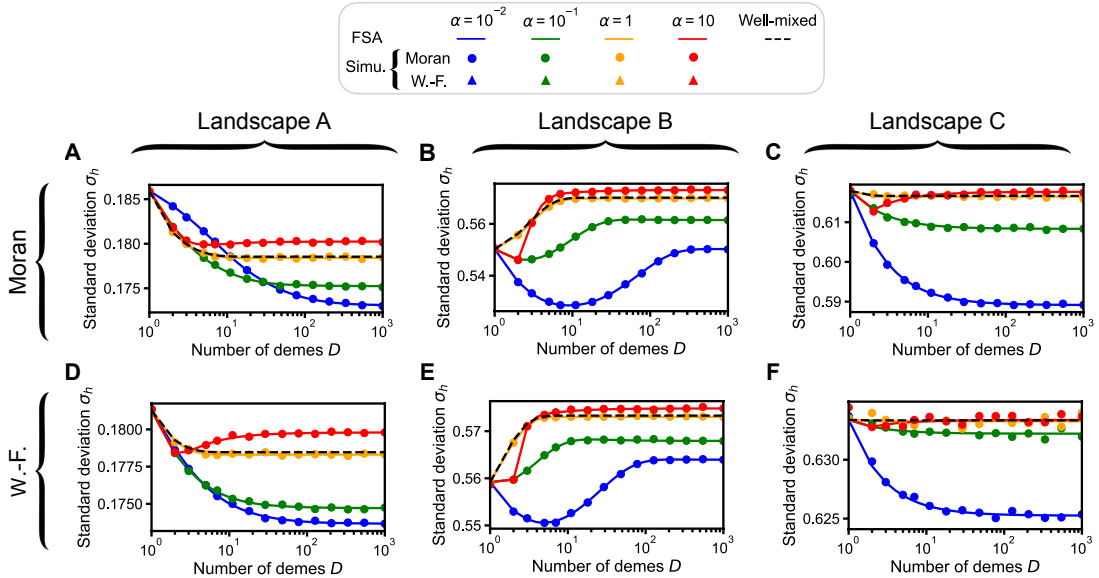 α = 10⁻² α = 10⁻¹ α = 1 α = 10 Well-mixed
FSA
Simu. { Moran
W.-F.
Landscape A Landscape B Landscape C
Moran
A
Standard deviation σₕ
0.185
0.180
0.175
10⁰ 10¹ 10² 10³
Number of demes D
B
Standard deviation σₕ
0.56
0.54
10⁰ 10¹ 10² 10³
Number of demes D
C
Standard deviation σₕ
0.61
0.60
0.59
10⁰ 10¹ 10² 10³
Number of demes D
W.-F.
D
Standard deviation σₕ
0.1800
0.1775
0.1750
10⁰ 10¹ 10² 10³
Number of demes D
E
Standard deviation σₕ
0.57
0.56
0.55
10⁰ 10¹ 10² 10³
Number of demes D
F
Standard deviation σₕ
0.635
0.630
0.625
10⁰ 10¹ 10² 10³
Number of demes D